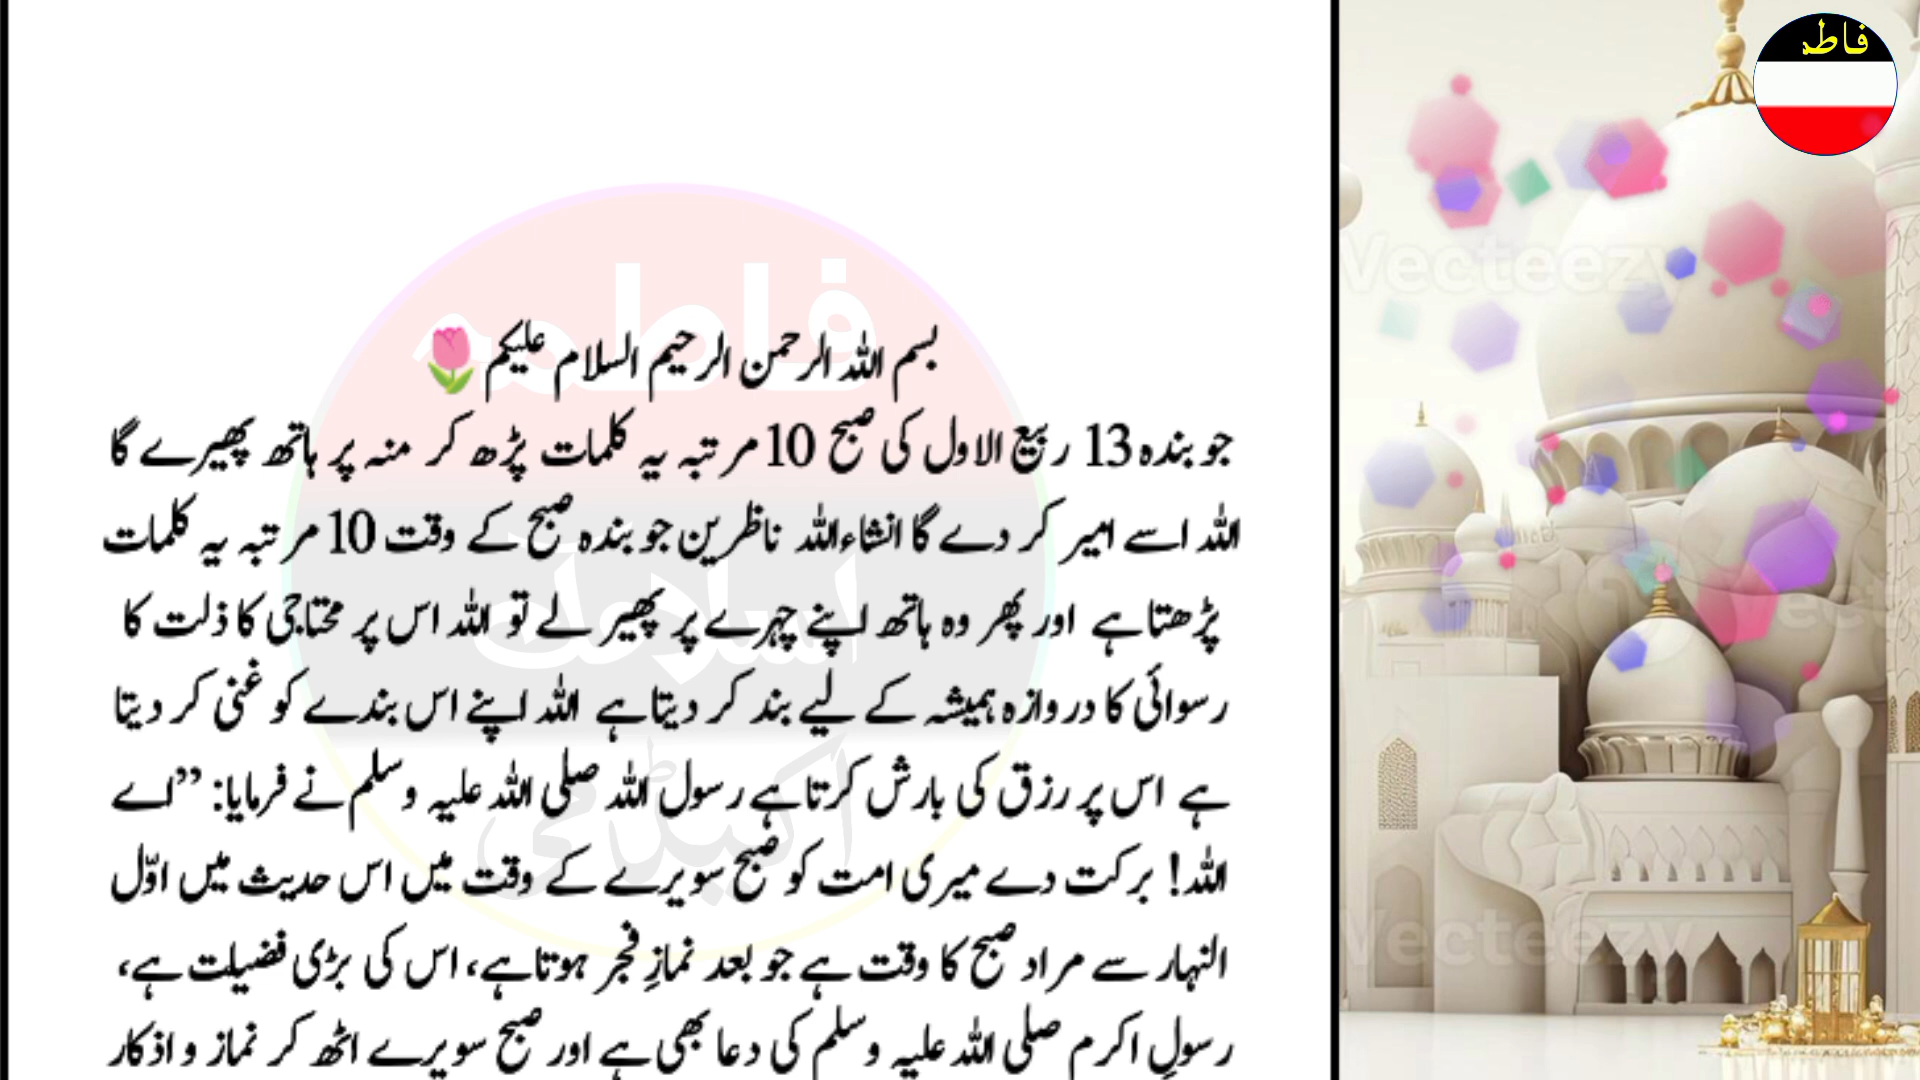 فاطمہ
بسم اللہ الرحمن الرحیم السلام علیکم🌷
جو بندہ 13 ربیع الاول کی صبح 10 مرتبہ یہ کلمات پڑھ کر منہ پر ہاتھ پھیرے گا
اللہ اسے امیر کر دے گا انشاءاللہ ناظرین جو بندہ صبح کے وقت 10 مرتبہ یہ کلمات
پڑھتا ہے اور پھر وہ ہاتھ اپنے چہرے پر پھیر لے تو اللہ اس پر محتاجی کا ذلت کا
رسوائی کا دروازہ ہمیشہ کے لیے بند کر دیتا ہے اللہ اپنے اس بندے کو غنی کر دیتا
ہے اس پر رزق کی بارش کرتا ہے رسول اللہ صلی اللہ علیہ وسلم نے فرمایا: ”اے
اللہ! برکت دے میری امت کو صبح سویرے کے وقت میں اس حدیث میں اوّل
النہار سے مراد صبح کا وقت ہے جو بعد نمازِ فجر ہوتا ہے، اس کی بڑی فضیلت ہے،
رسولِ اکرم صلی اللہ علیہ وسلم کی دعا بھی ہے اور صبح سویرے اٹھ کر نماز و اذکار
فاطمہ
اسلامک
اکیڈمی
Vecteezy
Vecteezy